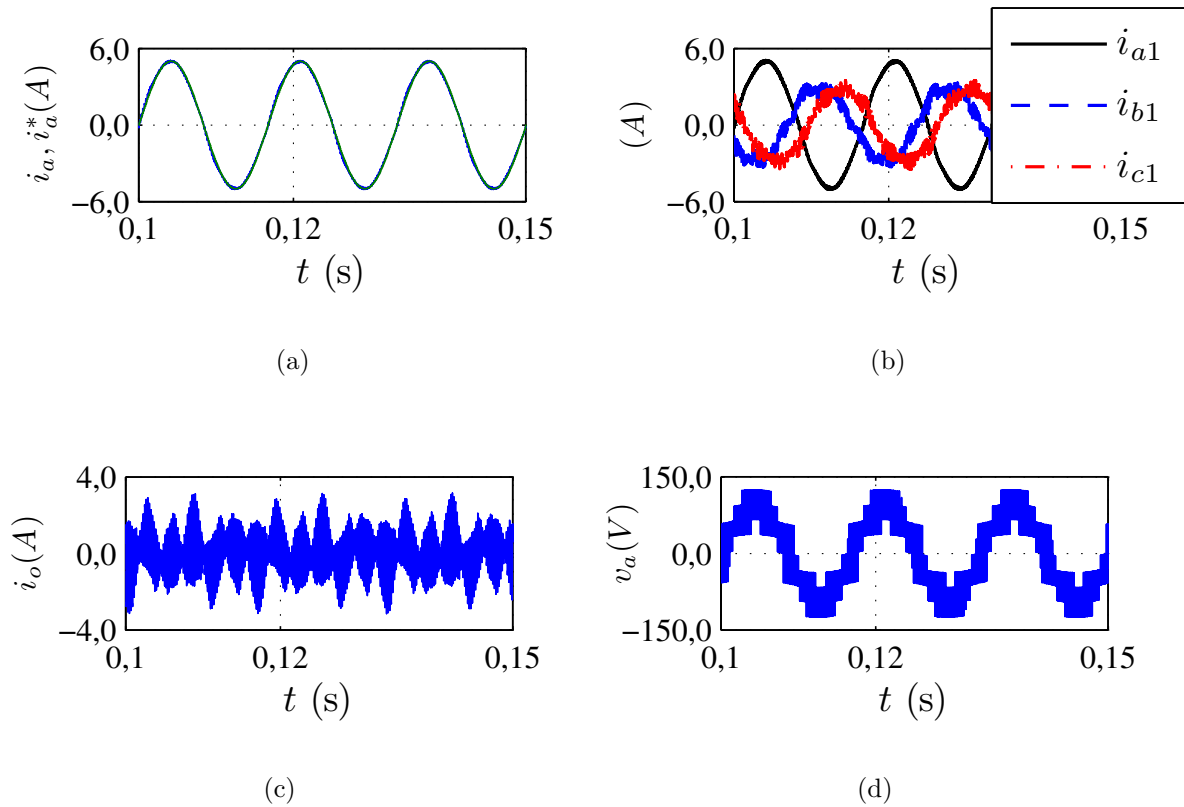 6,0
0.0
−6,0
i_a, i_a^*(A)
0,1
0,12
0,15
t (s)
(a)
6,0
0.0
−6,0
(A)
0,1
0,12
0,15
t (s)
i_{a1}
i_{b1}
i_{c1}
(b)
4,0
0,0
−4,0
i_o(A)
0,1
0,12
0,15
t (s)
(c)
150,0
0,0
−150,0
v_a(V)
0,1
0,12
0,15
t (s)
(d)